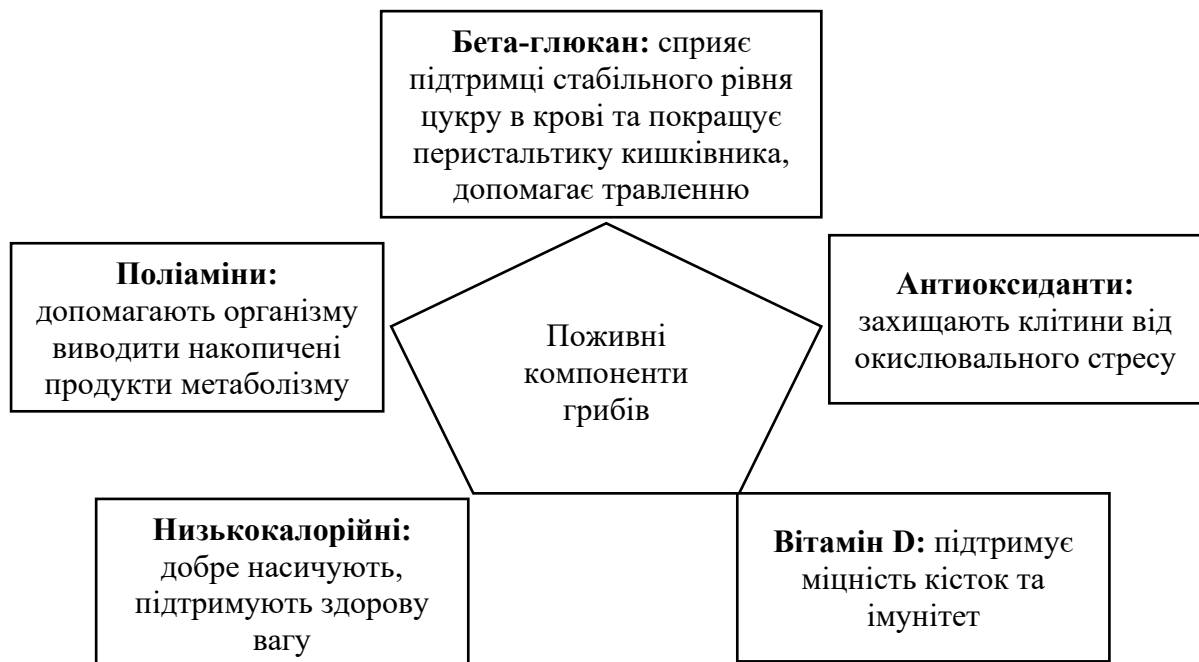 Бета-глюкан: сприяє
підтримці стабільного рівня
цукру в крові та покращує
перистальтику кишківника,
допомагає травленню
Поліаміни:
допомагають організму
виводити накопичені
продукти метаболізму
Поживні
компоненти
грибів
Антиоксиданти:
захищають клітини від
окислювального стресу
Низькокалорійні:
добре насичують,
підтримують здорову
вагу
Вітамін D: підтримує
міцність кісток та
імунітет